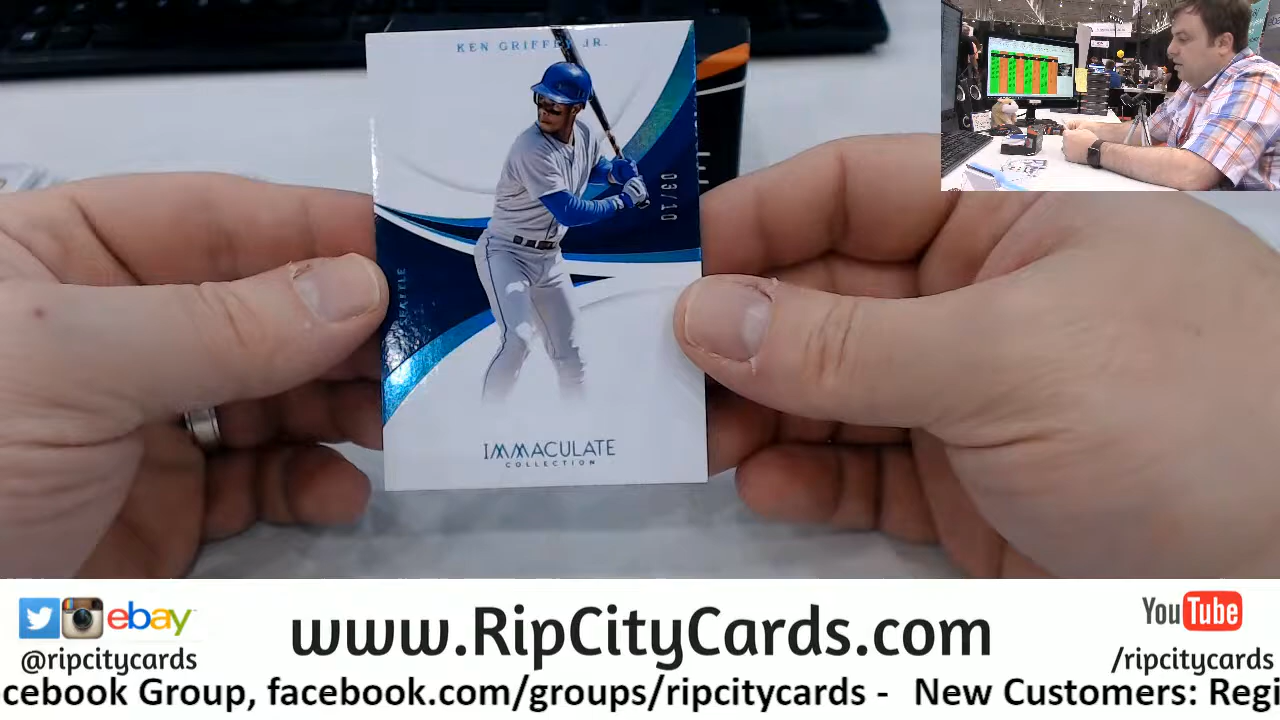 KEN GRIFFEY JR.
03/10
SEATTLE
IMMACULATE
COLLECTION
ebay
@ripcitycards
www.RipCityCards.com
YouTube
/ripcitycards
cebook Group, facebook.com/groups/ripcitycards - New Customers: Regi